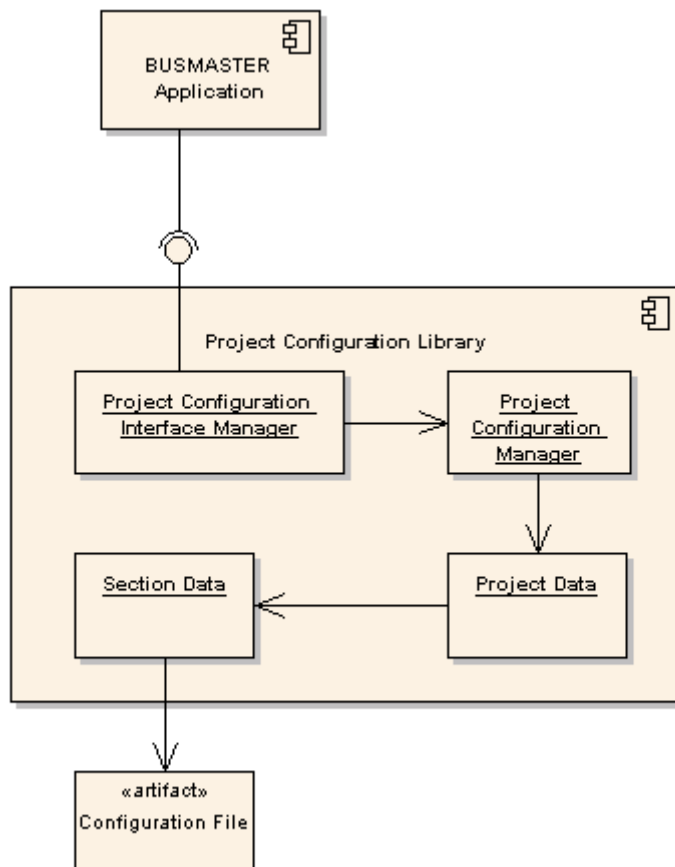 BUSMASTER
Application
Project Configuration Library
Project Configuration
Interface Manager
Project
Configuration
Manager
Section Data
Project Data
«artifact»
Configuration File